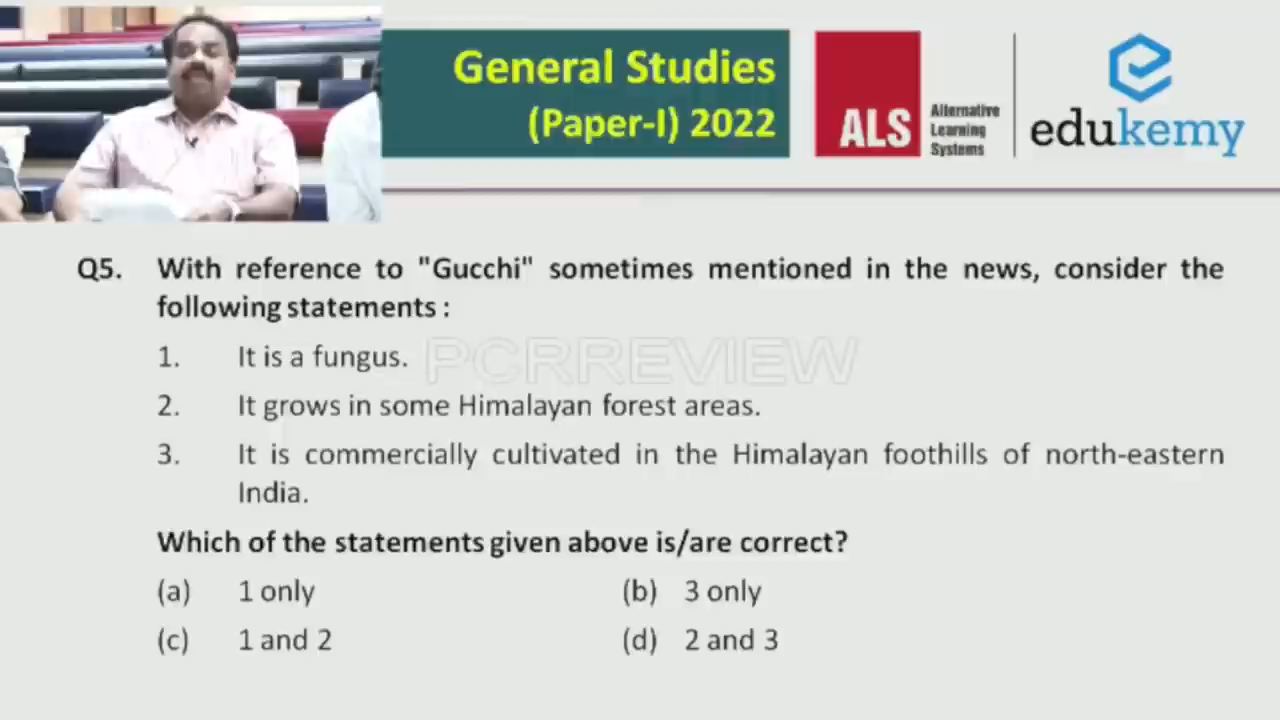 General Studies
(Paper-I) 2022
ALS
Alternative
Learning
Systems
edukemy
Q5. With reference to "Gucchi" sometimes mentioned in the news, consider the
following statements :
1. It is a fungus.
PCRREVIEW
2. It grows in some Himalayan forest areas.
3. It is commercially cultivated in the Himalayan foothills of north-eastern
India.
Which of the statements given above is/are correct?
(a) 1 only (b) 3 only
(c) 1 and 2 (d) 2 and 3